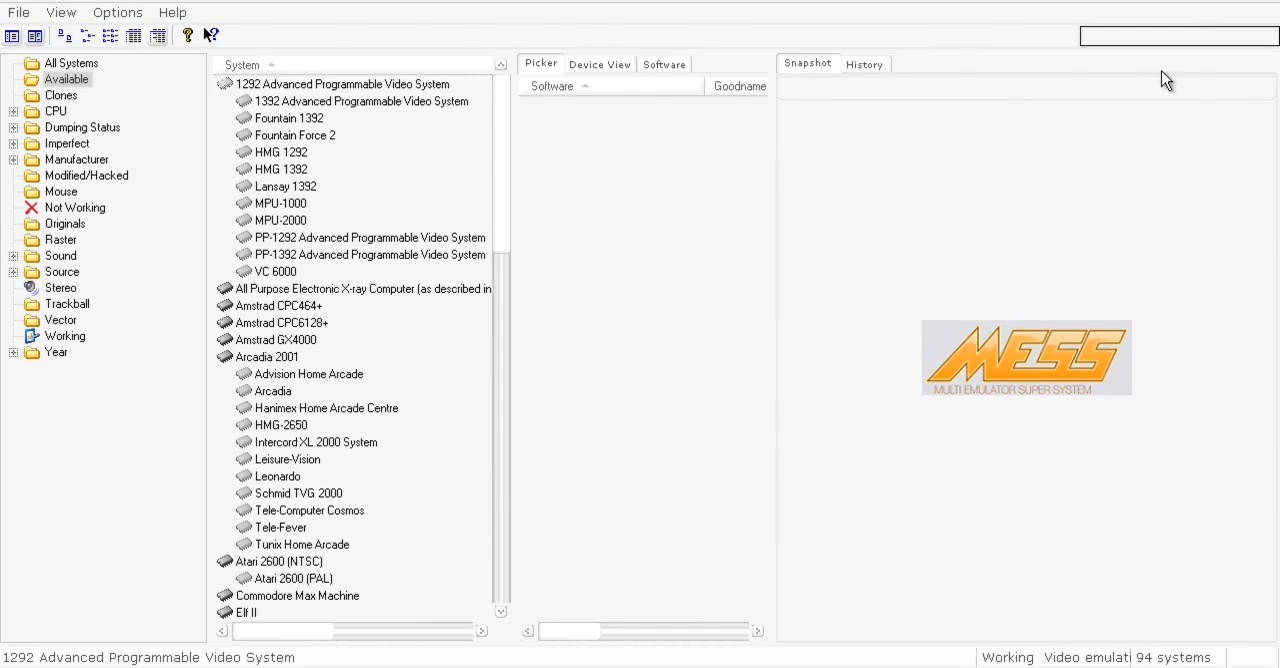 File View Options Help
All Systems
Available
Clones
CPU
Dumping Status
Imperfect
Manufacturer
Modified/Hacked
Mouse
Not Working
Originals
Raster
Sound
Source
Stereo
Trackball
Vector
Working
Year
System
1292 Advanced Programmable Video System
1392 Advanced Programmable Video System
Fountain 1392
Fountain Force 2
HMG 1292
HMG 1392
Lansay 1392
MPU-1000
MPU-2000
PP-1292 Advanced Programmable Video System
PP-1392 Advanced Programmable Video System
VC 6000
All Purpose Electronic X-ray Computer (as described in
Amstrad CPC464+
Amstrad CPC6128+
Amstrad GX4000
Arcadia 2001
Advision Home Arcade
Arcadia
Hanimex Home Arcade Centre
HMG-2650
Intercord XL 2000 System
Leisure-Vision
Leonardo
Schmid TVG 2000
Tele-Computer Cosmos
Tele-Fever
Tunix Home Arcade
Atari 2600 (NTSC)
Atari 2600 (PAL)
Commodore Max Machine
Elf II
Picker Device View Software
Software Goodname
Snapshot History
MESS
MULTI EMULATOR SUPER SYSTEM
1292 Advanced Programmable Video System Working Video emulati 94 systems